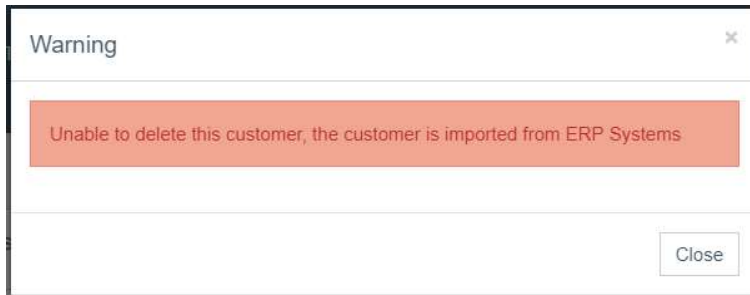 Warning
×
Unable to delete this customer, the customer is imported from ERP Systems
Close